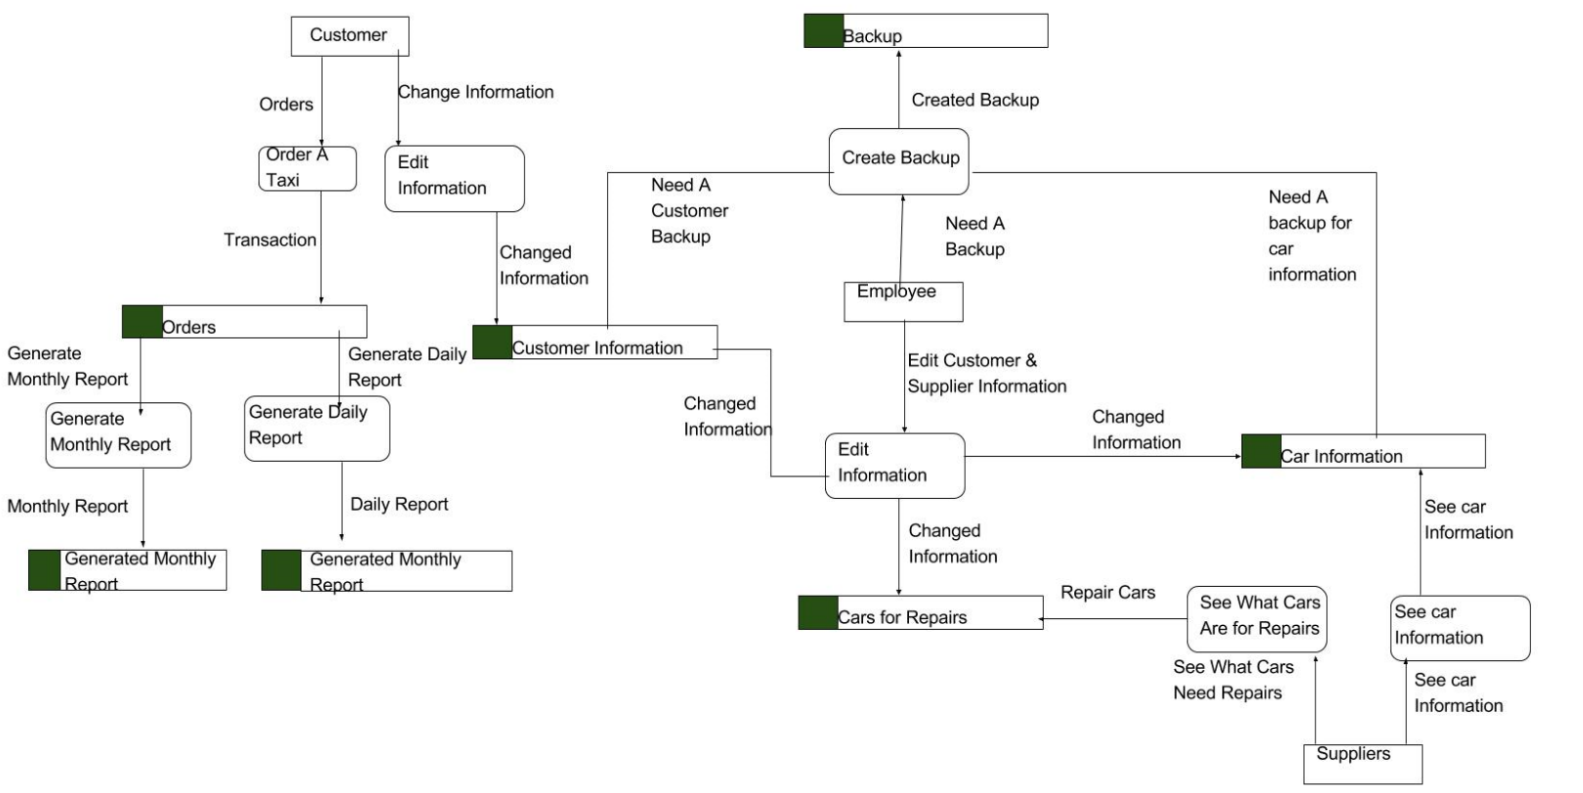 Customer
Backup
Change Information
Orders
Created Backup
Order A
Taxi
Edit
Information
Create Backup
Need A
Customer
Backup
Need A
Backup
Need A
backup for
car
information
Transaction
Changed
Information
Employee
Orders
Customer Information
Generate
Monthly Report
Generate Daily
Report
Edit Customer &
Supplier Information
Changed
Information
Changed
Information
Generate
Monthly Report
Generate Daily
Report
Edit
Information
Car Information
Monthly Report
Daily Report
Changed
Information
See car
Information
Generated Monthly
Report
Generated Monthly
Report
Repair Cars
Cars for Repairs
See What Cars
Are for Repairs
See car
Information
See What Cars
Need Repairs
See car
Information
Suppliers